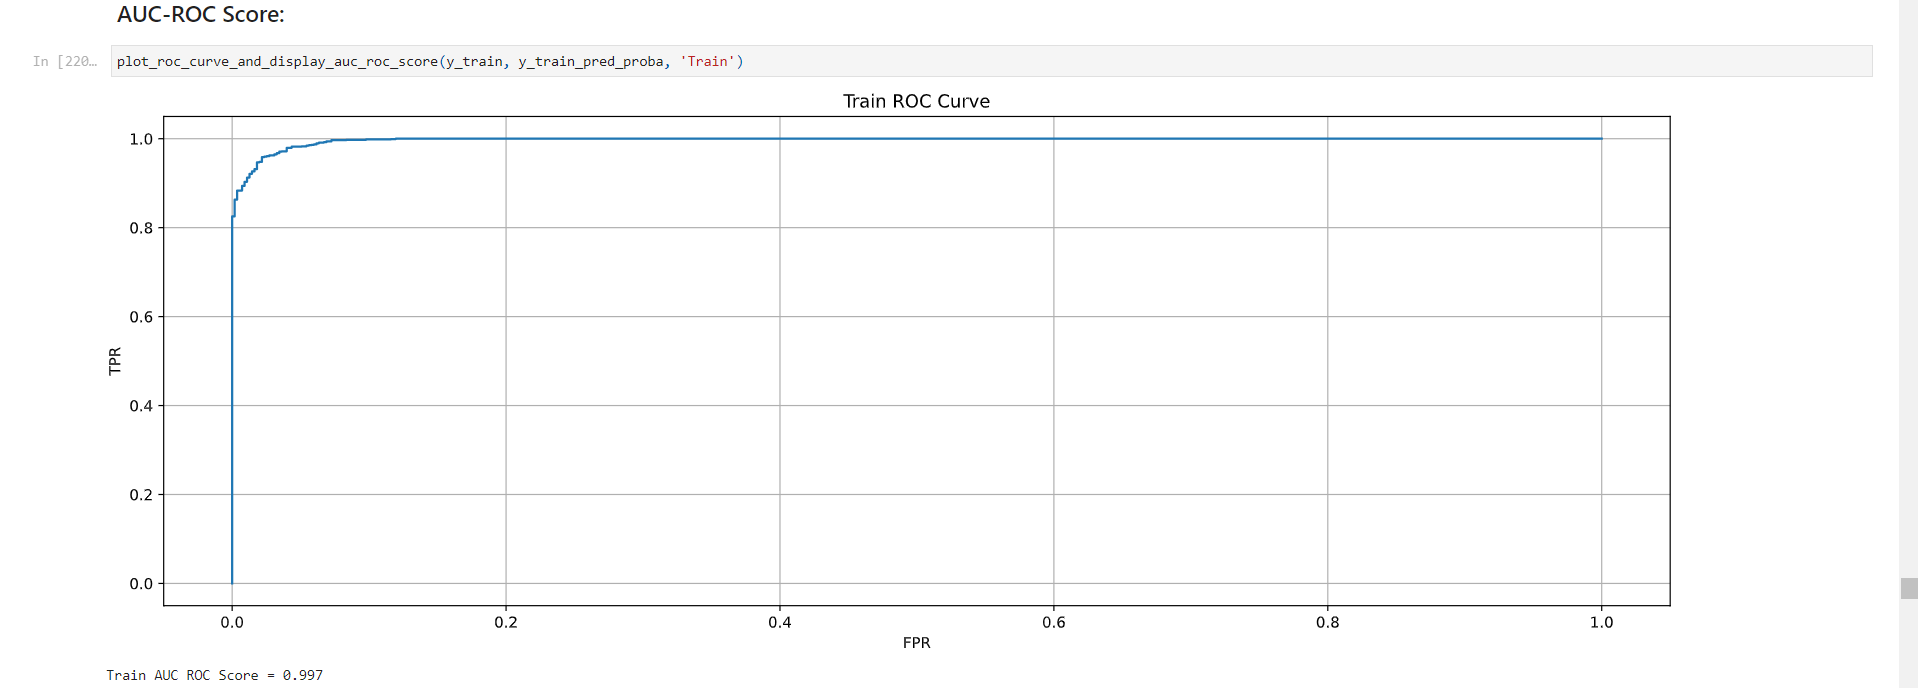 AUC-ROC Score:
In [220…
plot_roc_curve_and_display_auc_roc_score(y_train, y_train_pred_proba, 'Train')
Train ROC Curve
1.0
0.8
0.6
0.4
0.2
0.0
TPR
0.0 0.2 0.4 0.6 0.8 1.0
FPR
Train AUC ROC Score = 0.997